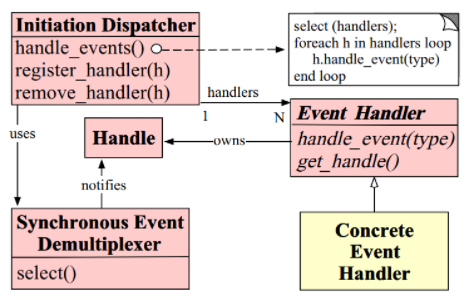 Initiation Dispatcher
handle_events()
register_handler(h)
remove_handler(h)
select (handlers);
foreach h in handlers loop
h.handle_event(type)
end loop
handlers
1
N
uses
Handle
owns
Event Handler
handle_event(type)
get_handle()
notifies
Synchronous Event
Demultiplexer
select()
Concrete
Event
Handler